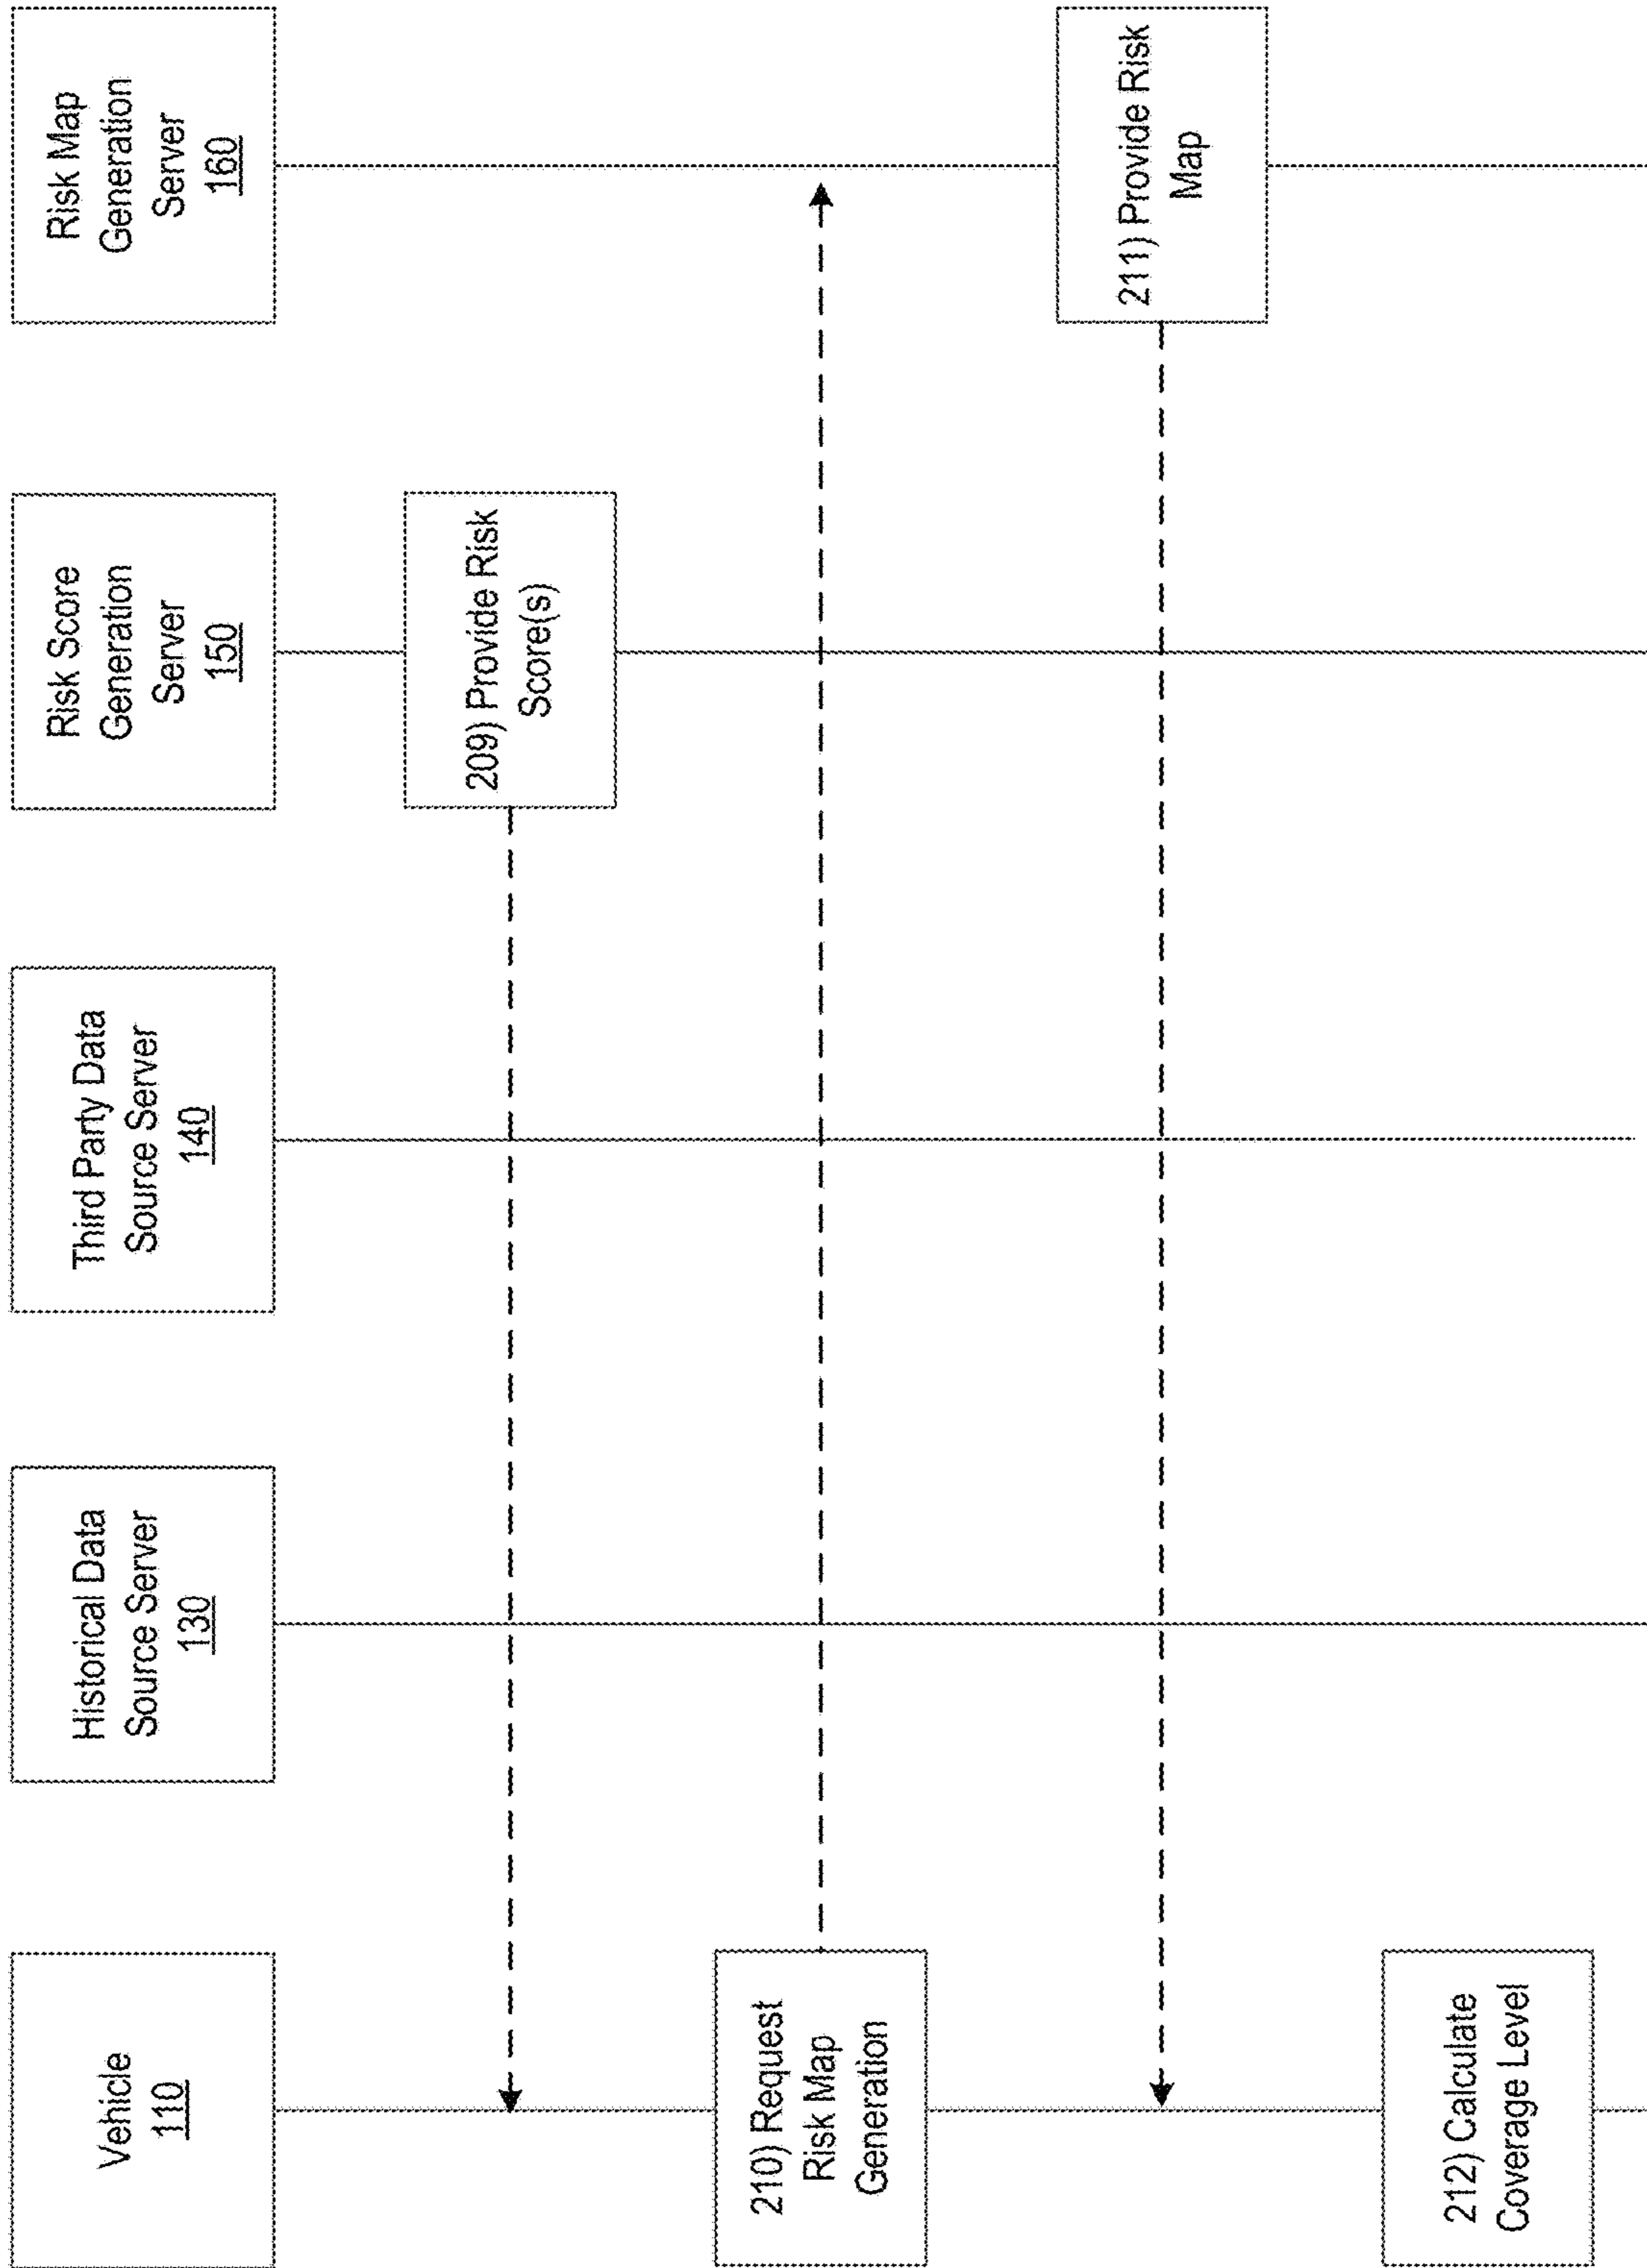 Vehicle
110
Historical Data
Source Server
130
Third Party Data
Source Server
140
Risk Score
Generation
Server
150
Risk Map
Generation
Server
160
209) Provide Risk
Score(s)
210) Request
Risk Map
Generation
211) Provide Risk
Map
212) Calculate
Coverage Level